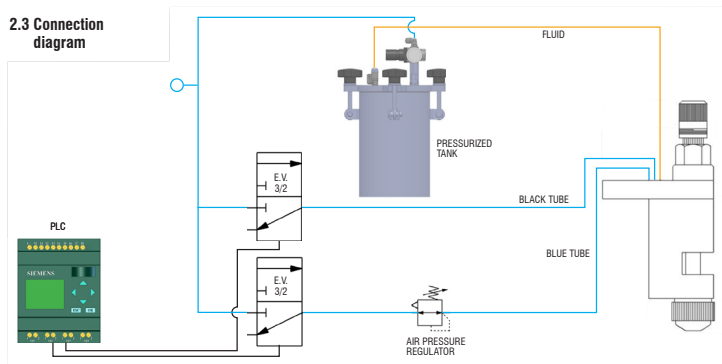 2.3 Connection
diagram
FLUID
PRESSURIZED
TANK
E.V.
3/2
BLACK TUBE
PLC
BLUE TUBE
SIEMENS
E.V.
3/2
AIR PRESSURE
REGULATOR